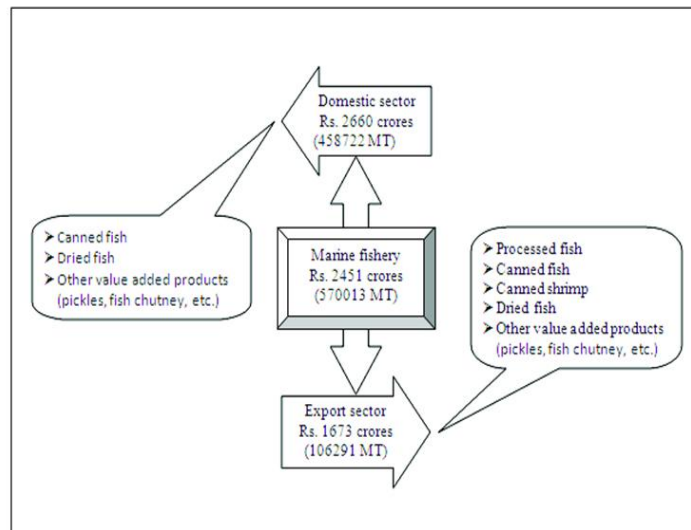 Domestic sector
Rs. 2660 crores
(458722 MT)
➤ Canned fish
➤ Dried fish
➤ Other value added products
(pickles, fish chutney, etc.)
Marine fishery
Rs. 2451 crores
(570013 MT)
➤ Processed fish
➤ Canned fish
➤ Canned shrimp
➤ Dried fish
➤ Other value added products
(pickles, fish chutney, etc.)
Export sector
Rs. 1673 crores
(106291 MT)